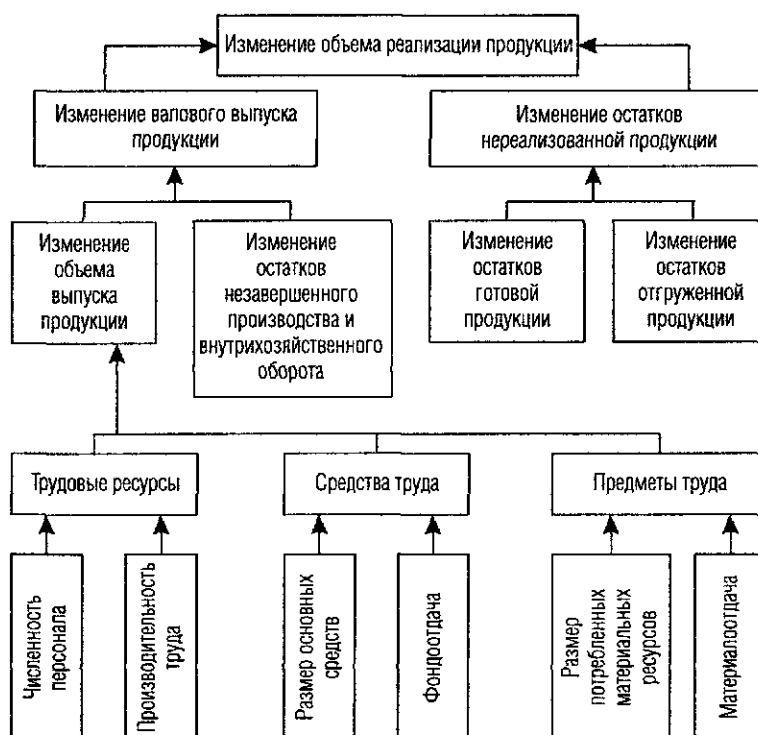 Изменение объема реализации продукции
Изменение валового выпуска
продукции
Изменение остатков
нереализованной продукции
Изменение
объема
выпуска
продукции
Изменение
остатков
незавершенного
производства и
внутрихозяйственного
оборота
Изменение
остатков
готовой
продукции
Изменение
остатков
отгруженной
продукции
Трудовые ресурсы
Средства труда
Предметы труда
Численность
персонала
Производительность
труда
Размер основных
средств
Фондоотдача
Размер
потребленных
материальных
ресурсов
Материалоотдача